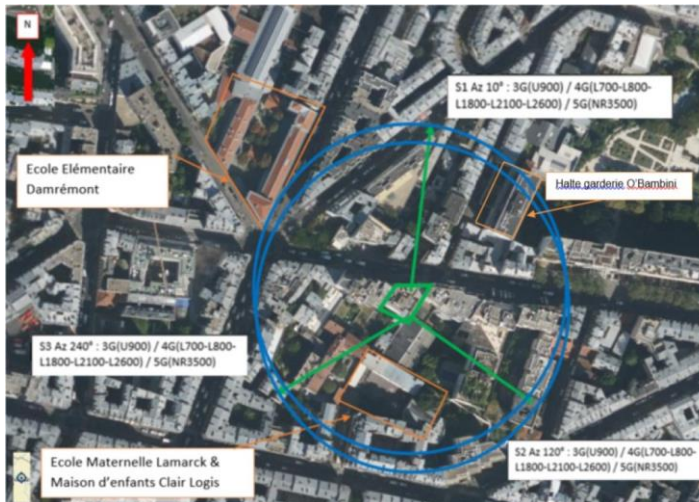 N
S1 Az 10° : 3G(U900) / 4G(L700-L800-
L1800-L2100-L2600) / 5G(NR3500)
Ecole Elémentaire
Damrémont
Halte garderie O'Bambini
S3 Az 240° : 3G(U900) / 4G(L700-L800-
L1800-L2100-L2600) / 5G(NR3500)
Ecole Maternelle Lamarck &
Maison d'enfants Clair Logis
S2 Az 120° : 3G(U900) / 4G(L700-L800-
L1800-L2100-L2600) / 5G(NR3500)